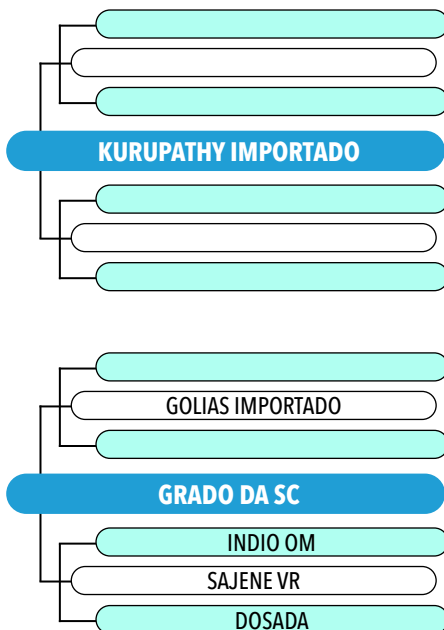 KURUPATHY IMPORTADO
GOLIAS IMPORTADO
GRADO DA SC
INDIO OM
SAJENE VR
DOSADA